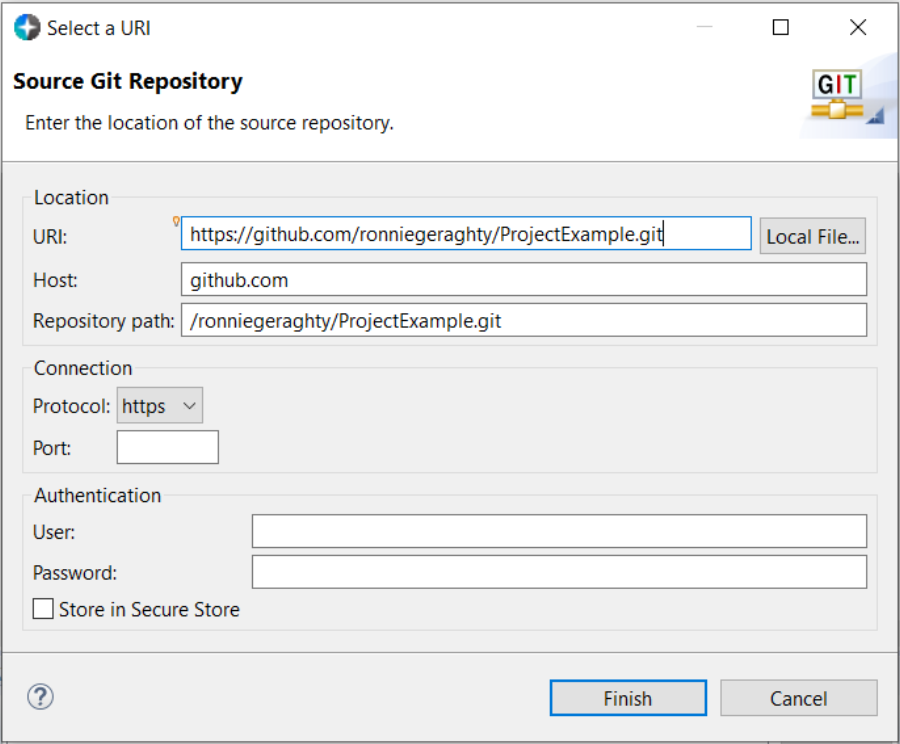 Select a URI
Source Git Repository
GIT
Enter the location of the source repository.
Location
URI: https://github.com/ronniegeraghty/ProjectExample.git Local File...
Host: github.com
Repository path: /ronniegeraghty/ProjectExample.git
Connection
Protocol: https
Port:
Authentication
User:
Password:
Store in Secure Store
? Finish Cancel